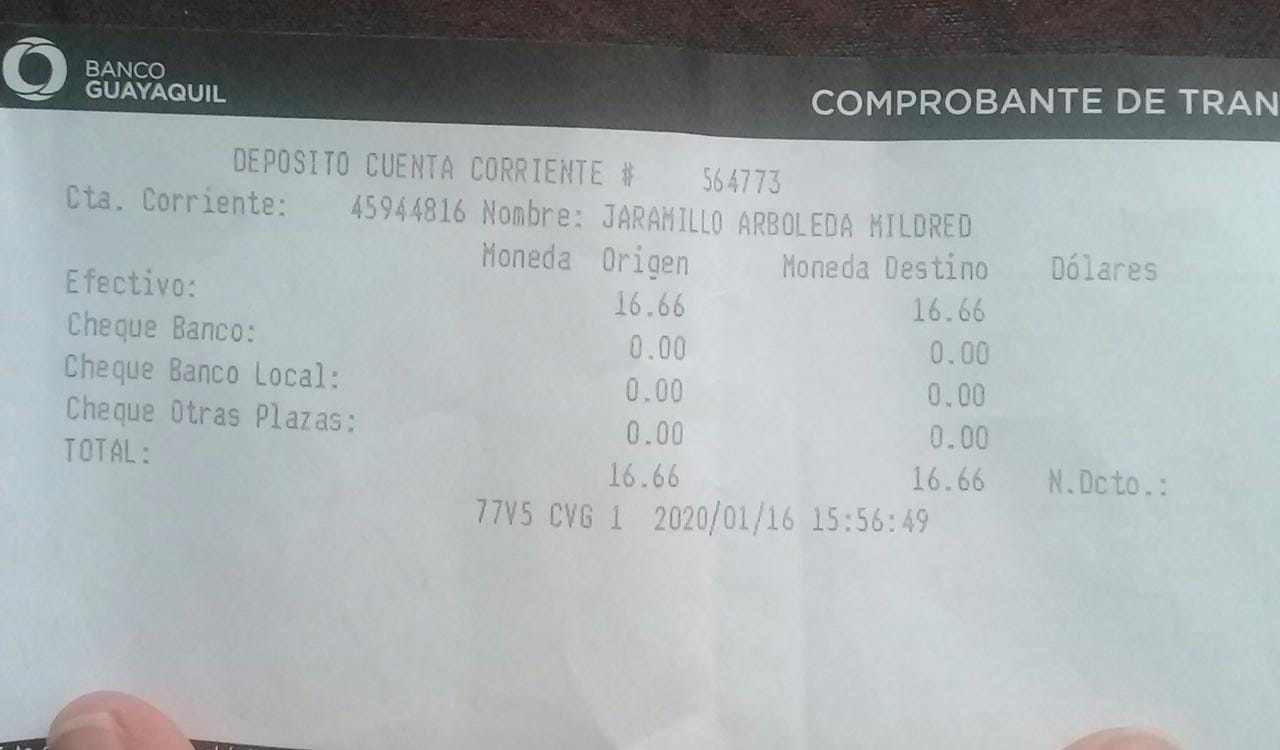 BANCO
GUAYAQUIL
COMPROBANTE DE TRAN
DEPOSITO CUENTA CORRIENTE # 564773
Cta. Corriente: 45944816 Nombre: JARAMILLO ARBOLEDA MILDRED
Moneda Origen Moneda Destino Dólares
Efectivo: 16.66 16.66
Cheque Banco: 0.00 0.00
Cheque Banco Local: 0.00 0.00
Cheque Otras Plazas: 0.00 0.00
TOTAL: 16.66 16.66 N.Dcto.:
77V5 CVG 1 2020/01/16 15:56:49